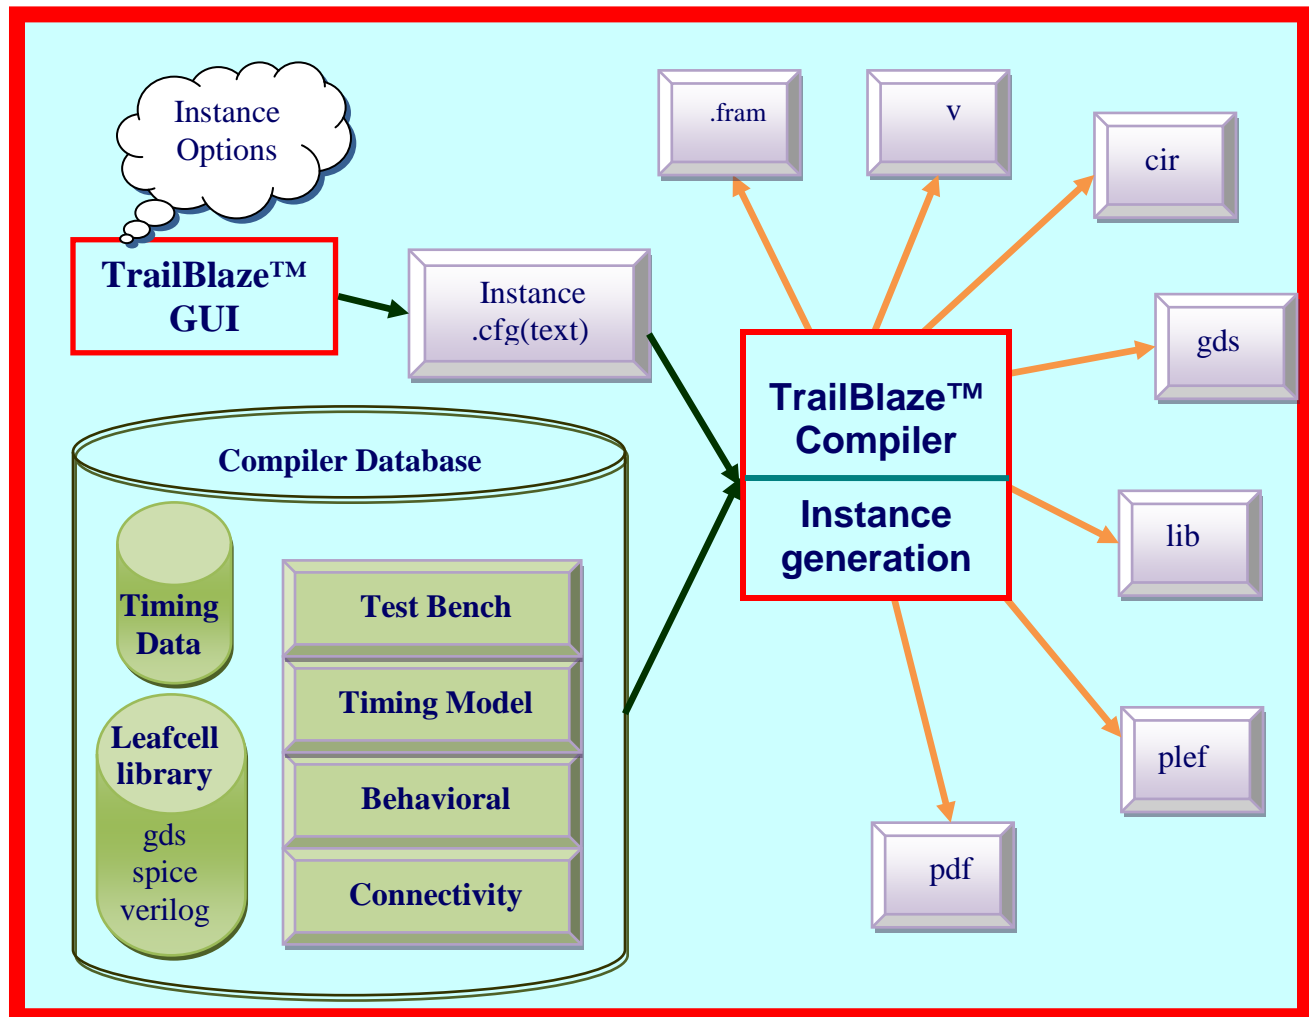 Instance
Options
TrailBlaze™
GUI
Instance
.cfg(text)
.fram
v
cir
gds
TrailBlaze™
Compiler
Instance
generation
lib
plef
pdf
Compiler Database
Timing
Data
Leafcell
library
gds
spice
verilog
Test Bench
Timing Model
Behavioral
Connectivity